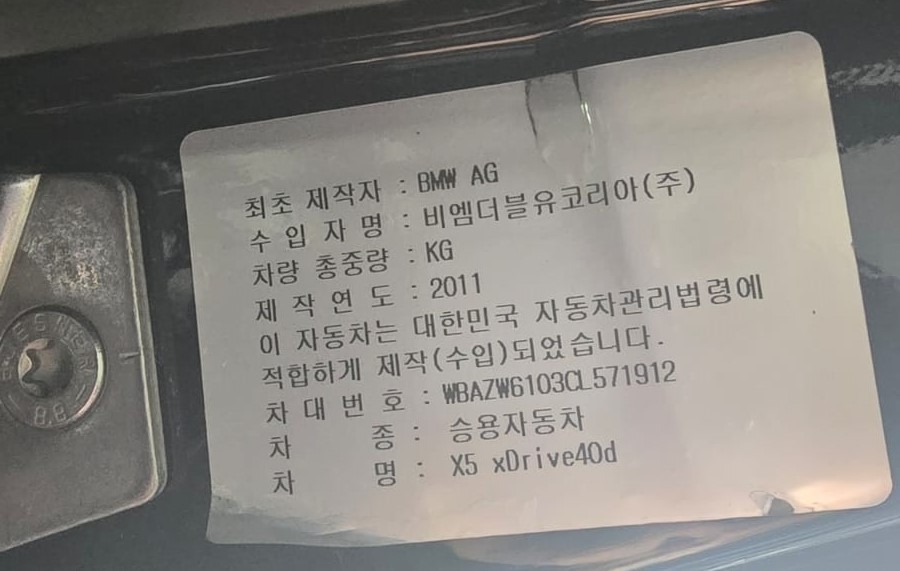 최초 제작자 : BMW AG
수 입 자 명 : 비엠더블유코리아(주)
차량 총중량 : KG
제 작 연 도 : 2011
이 자동차는 대한민국 자동차관리법령에
적합하게 제작(수입)되었습니다.
차 대 번 호 : WBAZW6103CL571912
차 종 : 승용자동차
차 명 : X5 xDrive40d
8.8